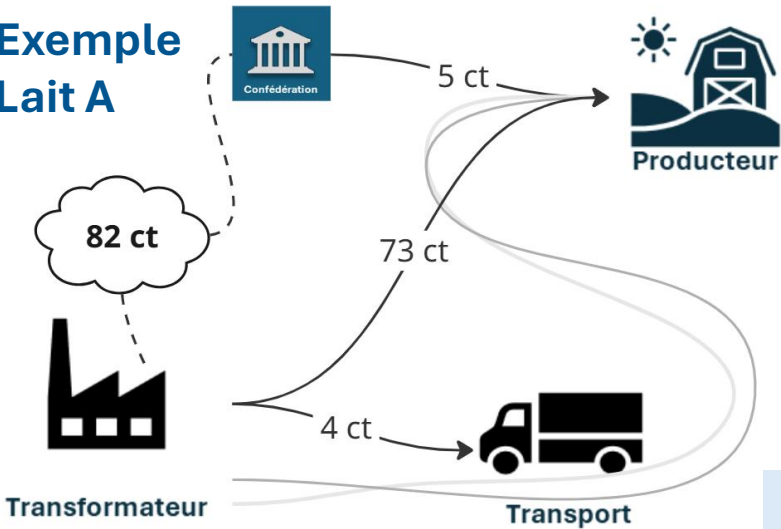 Exemple
Lait A
Confédération
5 ct
Producteur
82 ct
73 ct
4 ct
Transformateur
Transport